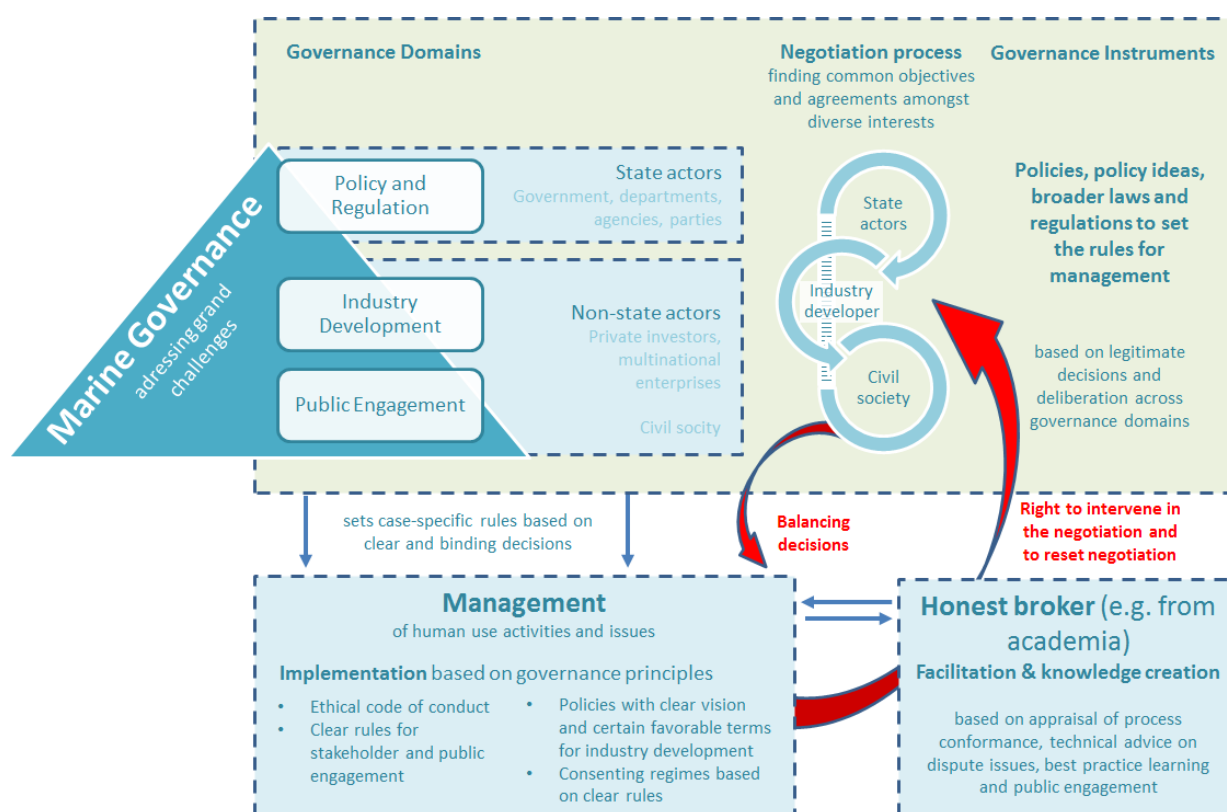 Governance Domains
Negotiation process
finding common objectives
and agreements amongst
diverse interests
Governance Instruments
Marine Governance
adressing grand
challenges
Policy and
Regulation
State actors
Government, departments,
agencies, parties
Industry
Development
Public Engagement
Non-state actors
Private investors,
multinational
enterprises
Civil socity
State
actors
Industry
developer
Civil
society
Policies, policy ideas,
broader laws and
regulations to set
the rules for
management
based on legitimate
decisions and
deliberation across
governance domains
sets case-specific rules based on
clear and binding decisions
Balancing
decisions
Right to intervene in
the negotiation and
to reset negotiation
Management
of human use activities and issues
Implementation based on governance principles
• Ethical code of conduct
• Clear rules for
stakeholder and public
engagement
• Policies with clear vision
and certain favorable terms
for industry development
• Consenting regimes based
on clear rules
Honest broker (e.g. from
academia)
Facilitation & knowledge creation
based on appraisal of process
conformance, technical advice on
dispute issues, best practice learning
and public engagement